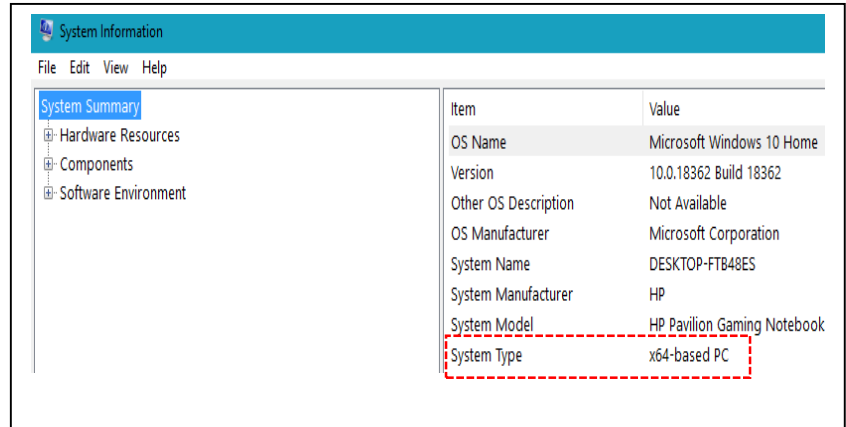 System Information
File Edit View Help
System Summary
Hardware Resources
Components
Software Environment
Item Value
OS Name Microsoft Windows 10 Home
Version 10.0.18362 Build 18362
Other OS Description Not Available
OS Manufacturer Microsoft Corporation
System Name DESKTOP-FTB48ES
System Manufacturer HP
System Model HP Pavilion Gaming Notebook
System Type x64-based PC